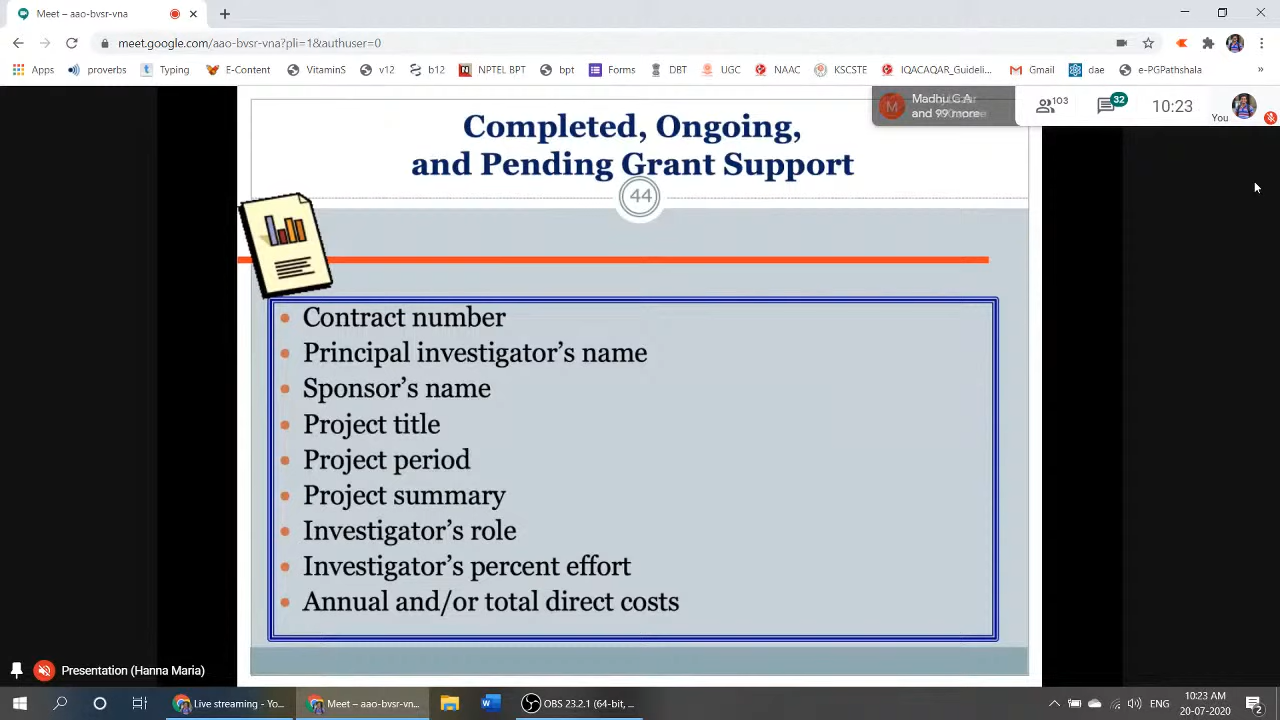 Meet – aao-bvsr-vna
meet.google.com/aao-bvsr-vna?pli=1&authuser=0
Apps proverbs Typing E-Content VitaminS v12 b12 NPTEL BPT bpt Forms DBT UGC NAAC KSCSTE IQACAQAR_Guideli... Gmail dae e-PGPathshala »
M
and 99 more
103
32
10:23
You
Completed, Ongoing,
and Pending Grant Support
44
• Contract number
• Principal investigator’s name
• Sponsor’s name
• Project title
• Project period
• Project summary
• Investigator’s role
• Investigator’s percent effort
• Annual and/or total direct costs
Presentation (Hanna Maria)
Live streaming - Yo...
Meet – aao-bvsr-vn...
W
OBS 23.2.1 (64-bit, ...
ENG
10:23 AM
20-07-2020
2